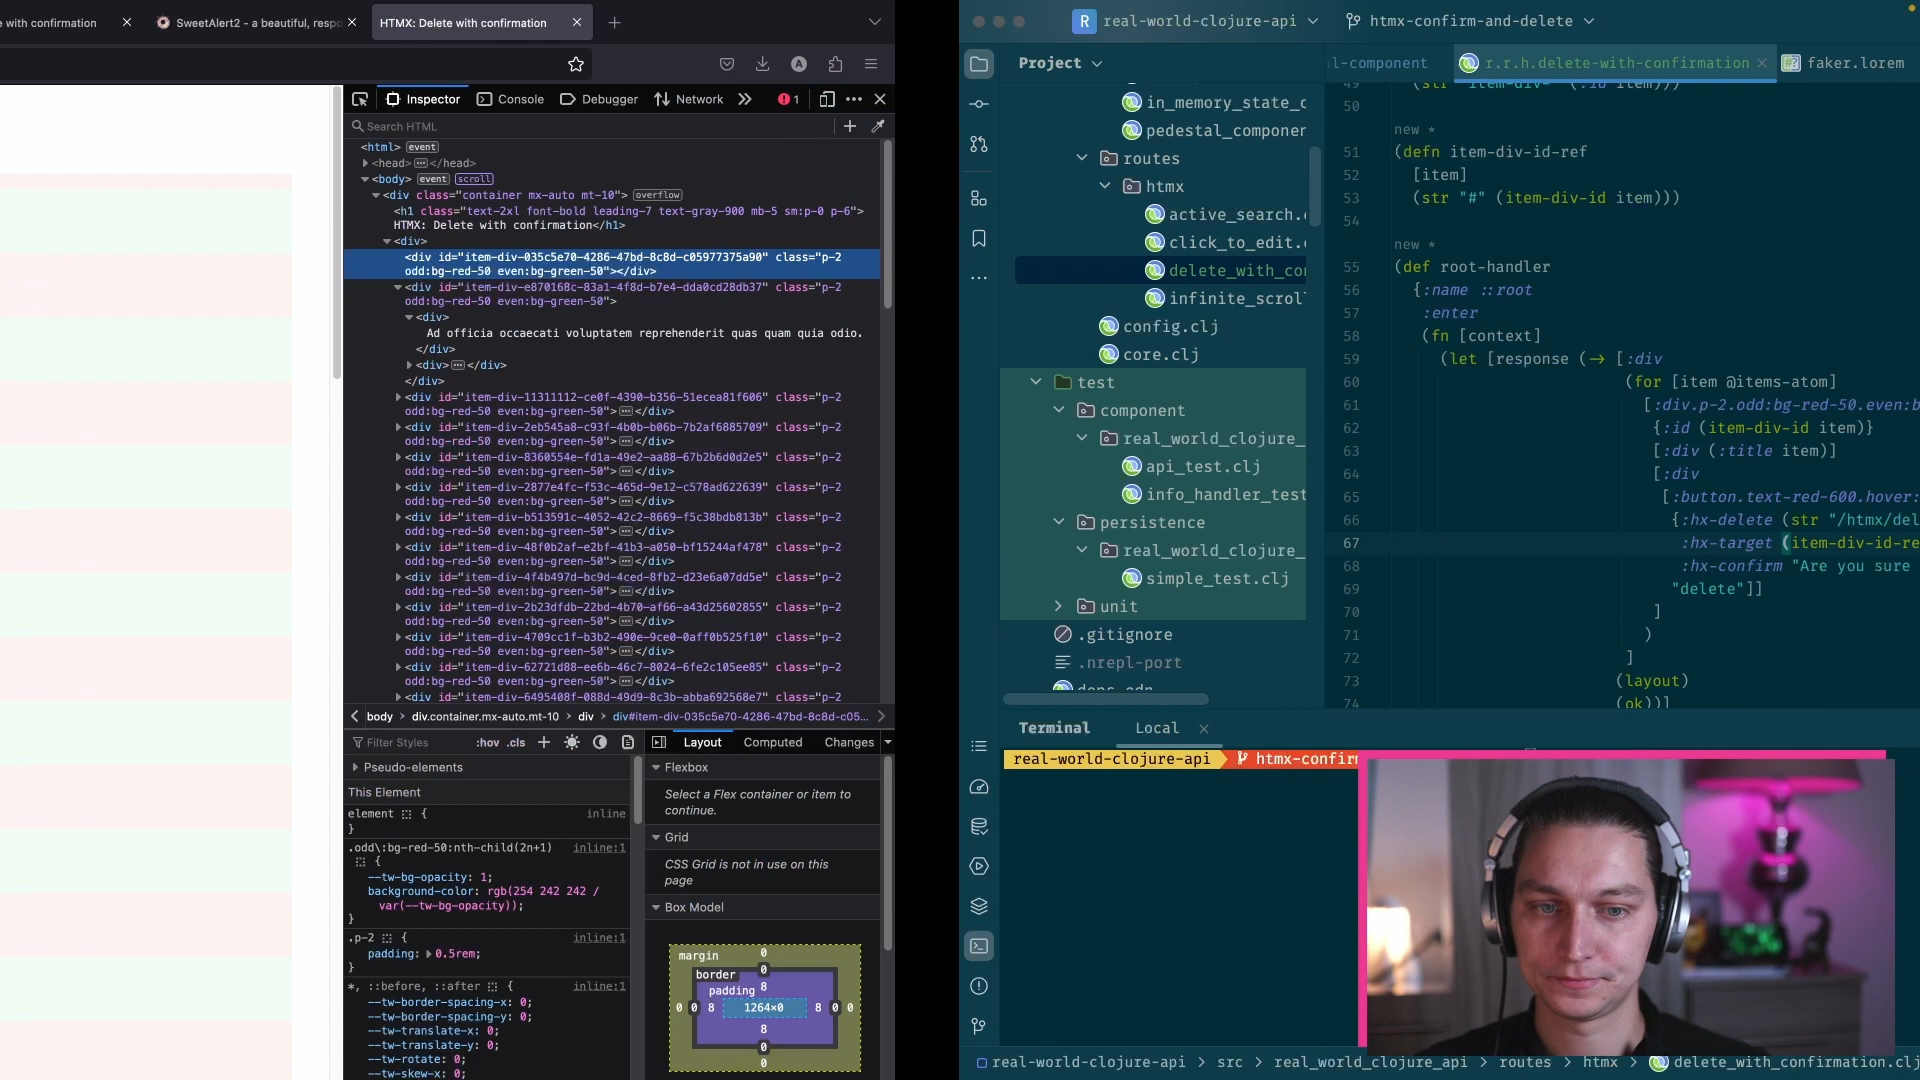 e with confirmation
SweetAlert2 - a beautiful, respo
HTMX: Delete with confirmation
Inspector
Console
Debugger
Network
1
Search HTML
<html> event
<head> </head>
<body> event scroll
<div class="container mx-auto mt-10"> overflow
<h1 class="text-2xl font-bold leading-7 text-gray-900 mb-5 sm:p-0 p-6">
HTMX: Delete with confirmation</h1>
<div>
<div id="item-div-035c5e70-4286-47bd-8c8d-c05977375a90" class="p-2
odd:bg-red-50 even:bg-green-50"></div>
<div id="item-div-e870168c-83a1-4f8d-b7e4-dda0cd28db37" class="p-2
odd:bg-red-50 even:bg-green-50">
<div>
Ad officia occaecati voluptatem reprehenderit quas quam quia odio.
</div>
<div> </div>
</div>
<div id="item-div-11311112-ce0f-4390-b356-51ecea81f606" class="p-2
odd:bg-red-50 even:bg-green-50"> </div>
<div id="item-div-2eb545a8-c93f-4b0b-b06b-7b2af6885709" class="p-2
odd:bg-red-50 even:bg-green-50"> </div>
<div id="item-div-8360554e-fd1a-49e2-aa88-67b2b6d0d2e5" class="p-2
odd:bg-red-50 even:bg-green-50"> </div>
<div id="item-div-2877e4fc-f53c-465d-9e12-c578ad622639" class="p-2
odd:bg-red-50 even:bg-green-50"> </div>
<div id="item-div-b513591c-4052-42c2-8669-f5c38bdb813b" class="p-2
odd:bg-red-50 even:bg-green-50"> </div>
<div id="item-div-48f0b2af-e2bf-41b3-a050-bf15244af478" class="p-2
odd:bg-red-50 even:bg-green-50"> </div>
<div id="item-div-4f4b497d-bc9d-4ced-8fb2-d23e6a07dd5e" class="p-2
odd:bg-red-50 even:bg-green-50"> </div>
<div id="item-div-2b23dfdb-22bd-4b70-af66-a43d25602855" class="p-2
odd:bg-red-50 even:bg-green-50"> </div>
<div id="item-div-4709cc1f-b3b2-490e-9ce0-0aff0b525f10" class="p-2
odd:bg-red-50 even:bg-green-50"> </div>
<div id="item-div-62721d88-ee6b-46c7-8024-6fe2c105ee85" class="p-2
odd:bg-red-50 even:bg-green-50"> </div>
<div id="item-div-6495408f-088d-49d9-8c3b-abba692568e7" class="p-2
body > div.container.mx-auto.mt-10 > div > div#item-div-035c5e70-4286-47bd-8c8d-c05...
Filter Styles
:hov .cls
Layout
Computed
Changes
Pseudo-elements
This Element
element {
inline
}
.odd\:bg-red-50:nth-child(2n+1)
inline:1
{
--tw-bg-opacity: 1;
background-color: rgb(254 242 242 /
var(--tw-bg-opacity));
}
.p-2 {
inline:1
padding: 0.5rem;
}
*, ::before, ::after {
inline:1
--tw-border-spacing-x: 0;
--tw-border-spacing-y: 0;
--tw-translate-x: 0;
--tw-translate-y: 0;
--tw-rotate: 0;
--tw-skew-x: 0;
Flexbox
Select a Flex container or item to
continue.
Grid
CSS Grid is not in use on this
page
Box Model
margin 0
border 0
padding 8
0 0 8 1264×0 8 0 0
8
0
0
R real-world-clojure-api
htmx-confirm-and-delete
Project
l-component
r.r.h.delete-with-confirmation
faker.lorem
in_memory_state_c
pedestal_componen
routes
htmx
active_search.
click_to_edit.
delete_with_con
infinite_scroll
config.clj
core.clj
test
component
real_world_clojure_
api_test.clj
info_handler_test
persistence
real_world_clojure_
simple_test.clj
unit
.gitignore
.nrepl-port
deps.edn
49 (str "item-div-" (:id item)))
50
new *
51 (defn item-div-id-ref
52 [item]
53 (str "#" (item-div-id item)))
54
new *
55 (def root-handler
56 {:name ::root
57 :enter
58 (fn [context]
59 (let [response (-> [:div
60 (for [item @items-atom]
61 [:div.p-2.odd:bg-red-50.even:b
62 {:id (item-div-id item)}
63 [:div (:title item)]
64 [:div
65 [:button.text-red-600.hover:
66 {:hx-delete (str "/htmx/del
67 :hx-target (item-div-id-re
68 :hx-confirm "Are you sure
69 "delete"]]
70 ]
71 )
72 ]
73 (layout)
74 (ok))]
Terminal
Local
real-world-clojure-api
htmx-confirm
real-world-clojure-api > src > real_world_clojure_api > routes > htmx > delete_with_confirmation.clj